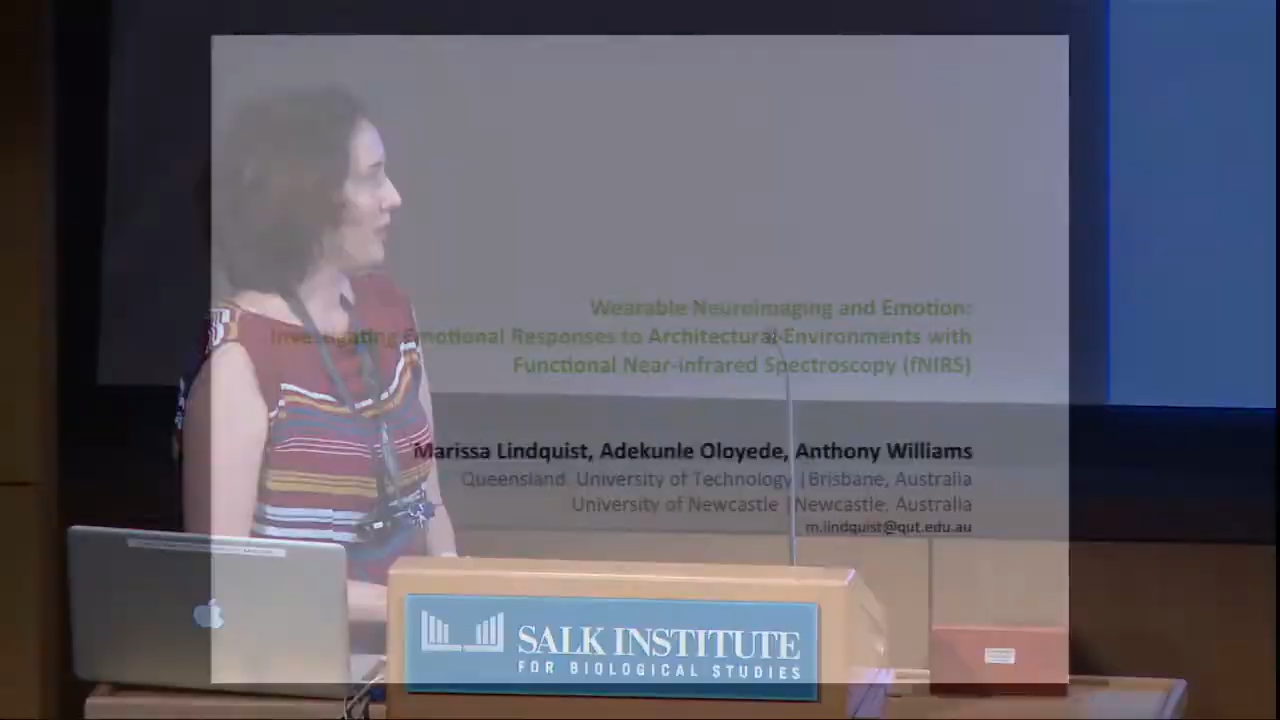 Wearable Neuroimaging and Emotion:
Investigating Emotional Responses to Architectural Environments with
Functional Near-infrared Spectroscopy (fNIRS)
Marissa Lindquist, Adekunle Oloyede, Anthony Williams
Queensland University of Technology |Brisbane, Australia
University of Newcastle |Newcastle, Australia
m.lindquist@qut.edu.au
SALK INSTITUTE
FOR BIOLOGICAL STUDIES